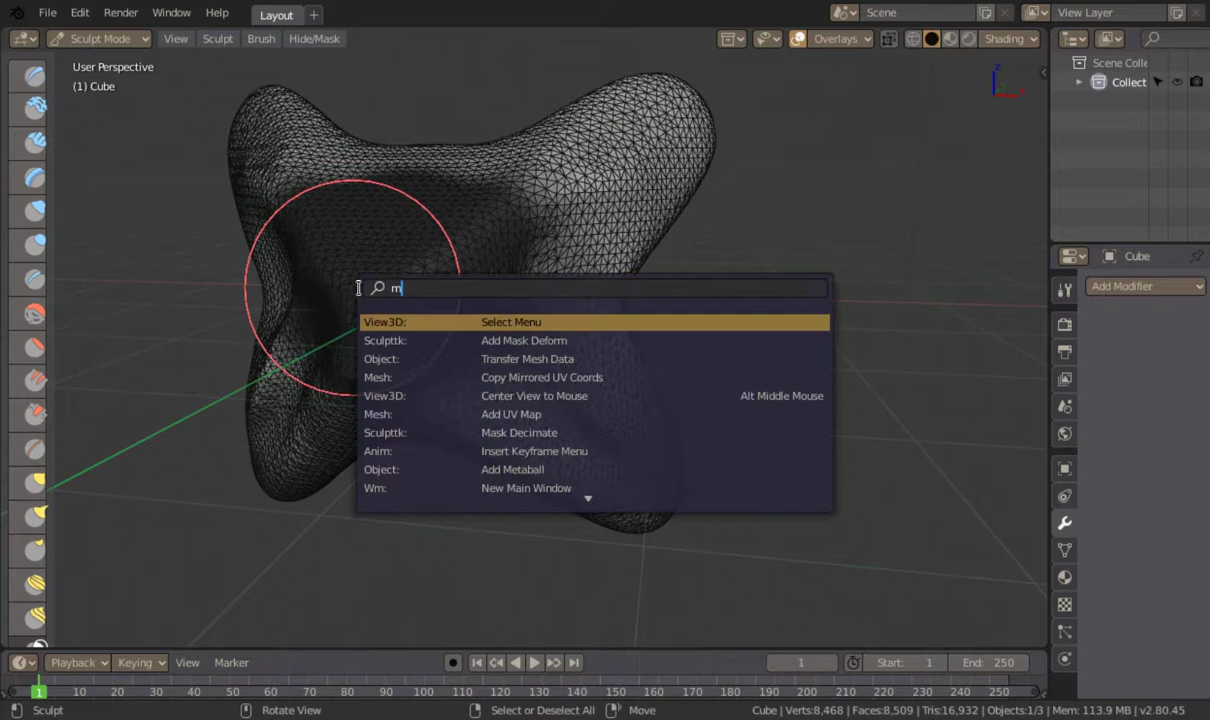 File Edit Render Window Help Layout + Scene View Layer
Sculpt Mode View Sculpt Brush Hide/Mask Overlays Shading
User Perspective
(1) Cube
z
Scene Colle
Collect
Cube
Add Modifier
m
View3D: Select Menu
Sculpttk: Add Mask Deform
Object: Transfer Mesh Data
Mesh: Copy Mirrored UV Coords
View3D: Center View to Mouse Alt Middle Mouse
Mesh: Add UV Map
Sculpttk: Mask Decimate
Anim: Insert Keyframe Menu
Object: Add Metaball
Wm: New Main Window
Playback Keying View Marker 1 Start: 1 End: 250
1 10 20 30 40 50 60 70 80 90 100 110 120 130 140 150 160 170 180 190 200 210 220 230 240 250
Sculpt Rotate View Select or Deselect All Move Cube | Verts:8,468 | Faces:8,509 | Tris:16,932 | Objects:1/3 | Mem: 113.9 MB | v2.80.45